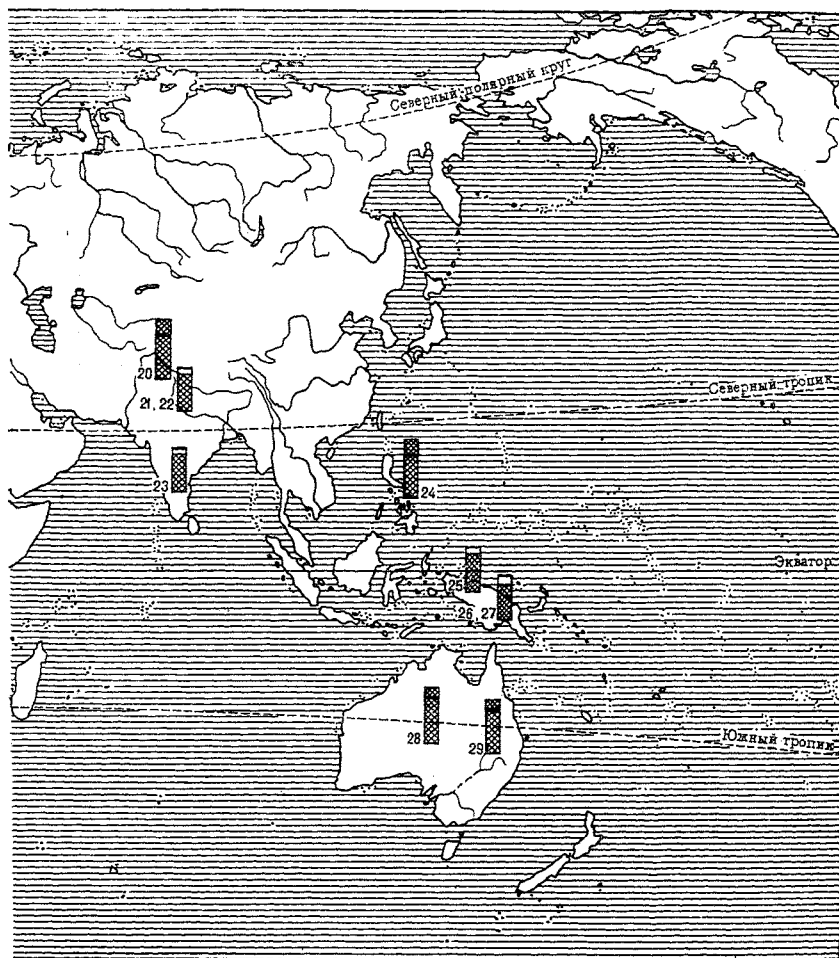 Северный полярный круг
Северный тропик
20
21, 22
23
24
Экватор
25
26, 27
28
29
Южный тропик